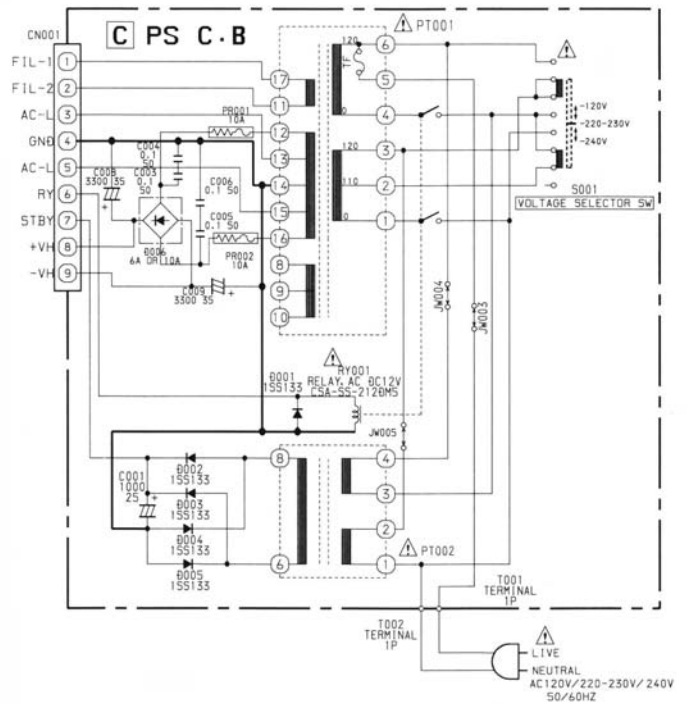 C PS C.B
CN001
FIL-1 1
FIL-2 2
AC-L 3
GND 4
AC-L 5
RY 6
STBY 7
+VH 8
-VH 9
C008
3300 35
+
C004
0.1
50
C003
0.1
50
C006
0.1 50
C005
0.1 50
D006
6A OR 10A
C009
3300 35
+
PR001
10A
PR002
10A
PT001
17
11
12
13
14
15
16
8
9
10
120
TF
0
120
110
0
6
5
4
3
2
1
-120V
-220-230V
-240V
S001
VOLTAGE SELECTOR SW
JW004
JW003
D001
1SS133
RY001
RELAY, AC DC12V
CSA-SS-212DM5
JW005
C001
1000
25
+
D002
1SS133
D003
1SS133
D004
1SS133
D005
1SS133
8
6
4
3
2
1
PT002
T001
TERMINAL
1P
T002
TERMINAL
1P
LIVE
NEUTRAL
AC120V/220-230V/240V
50/60HZ